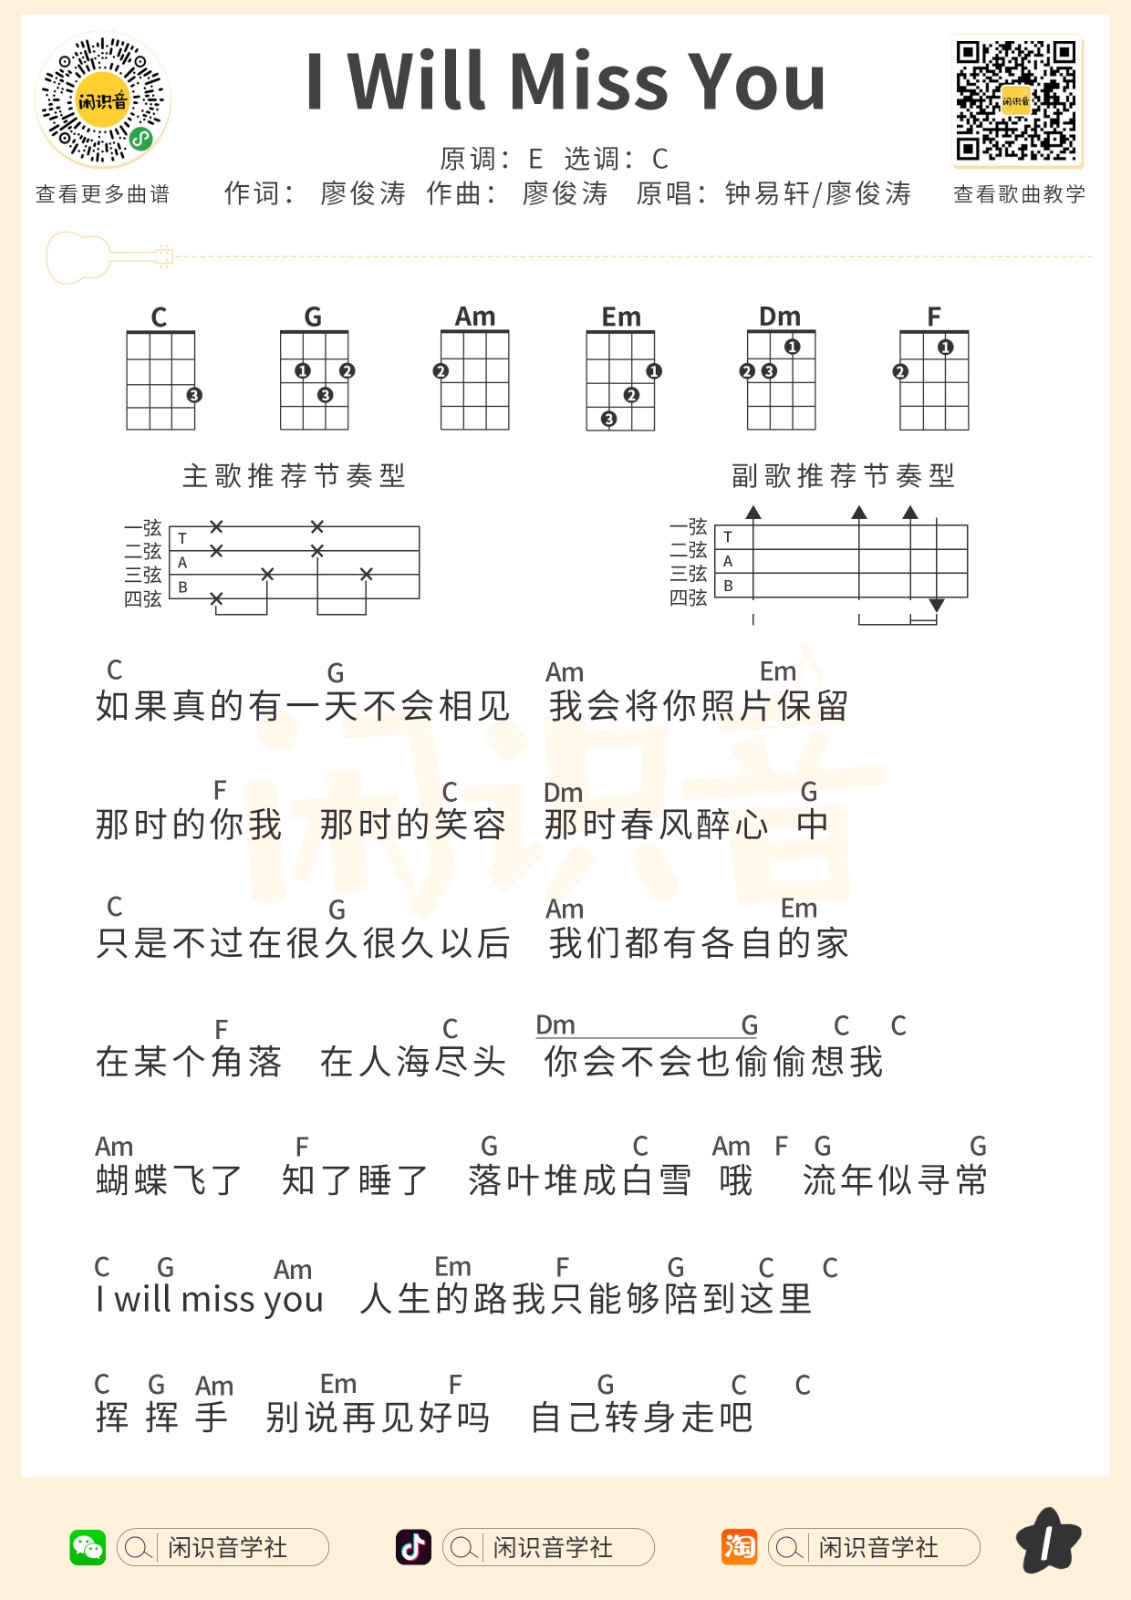 I Will Miss You
原调：E 选调：C
作词： 廖俊涛 作曲： 廖俊涛 原唱：钟易轩/廖俊涛
闲识音
查看更多曲谱
闲识音
查看歌曲教学
C G Am Em Dm F
3
1 2 3
2
1 2 3
1 2 3
1 2
主歌推荐节奏型 副歌推荐节奏型
一弦
二弦
三弦
四弦
T
A
B
一弦
二弦
三弦
四弦
T
A
B
C G Am Em
如果真的有一天不会相见 我会将你照片保留
F C Dm G
那时的你我 那时的笑容 那时春风醉心 中
C G Am Em
只是不过在很久很久以后 我们都有各自的家
F C Dm G C C
在某个角落 在人海尽头 你会不会也偷偷想我
Am F G C Am F G G
蝴蝶飞了 知了睡了 落叶堆成白雪 哦 流年似寻常
C G Am Em F G C C
I will miss you 人生的路我只能够陪到这里
C G Am Em F G C C
挥 挥 手 别说再见好吗 自己转身走吧
闲识音
闲识音学社 闲识音学社 淘 闲识音学社 1